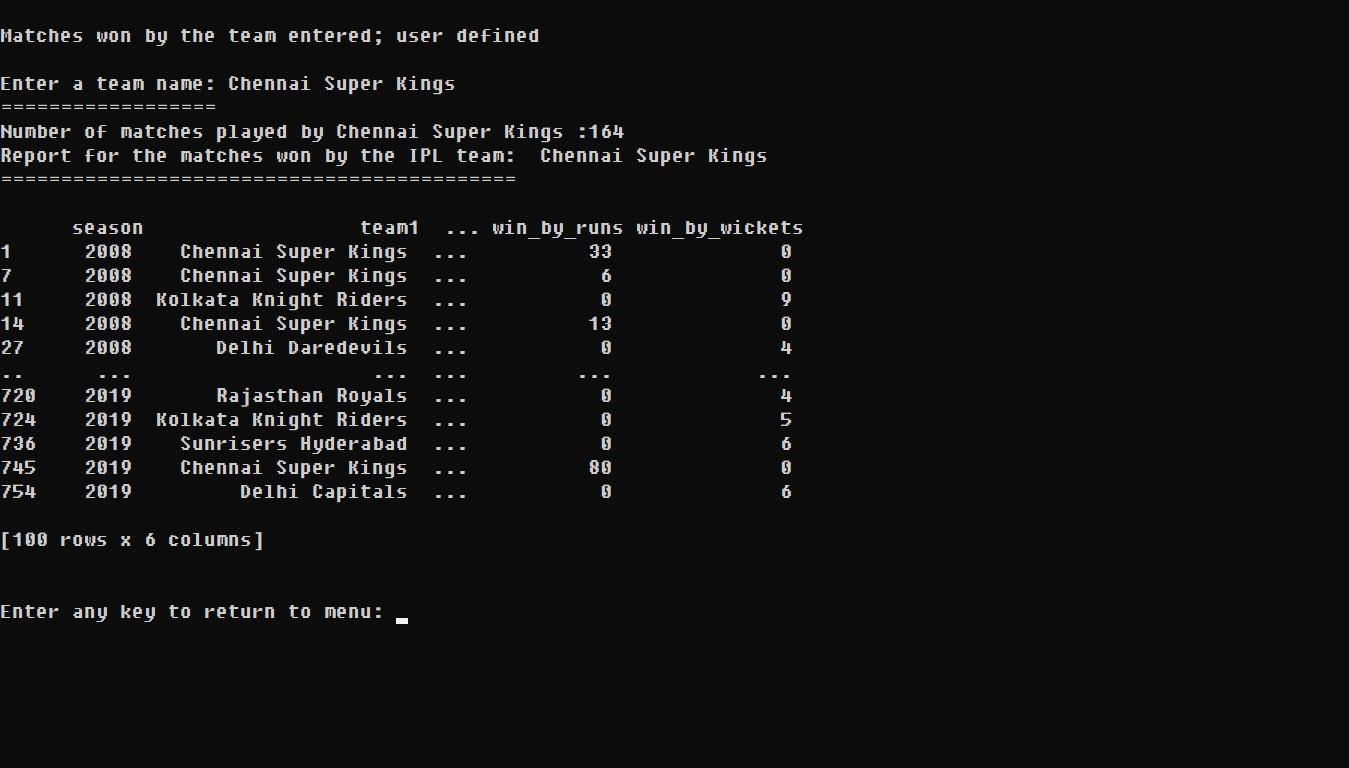 Matches won by the team entered; user defined
Enter a team name: Chennai Super Kings
==================
Number of matches played by Chennai Super Kings :164
Report for the matches won by the IPL team:  Chennai Super Kings
===========================================
      season                  team1  ... win_by_runs win_by_wickets
1      2008    Chennai Super Kings  ...          33              0
7      2008    Chennai Super Kings  ...           6              0
11     2008  Kolkata Knight Riders  ...           0              9
14     2008    Chennai Super Kings  ...          13              0
27     2008       Delhi Daredevils  ...           0              4
..      ...                    ...  ...         ...            ...
720    2019       Rajasthan Royals  ...           0              4
724    2019  Kolkata Knight Riders  ...           0              5
736    2019    Sunrisers Hyderabad  ...           0              6
745    2019    Chennai Super Kings  ...          80              0
754    2019         Delhi Capitals  ...           0              6
[100 rows x 6 columns]
Enter any key to return to menu: